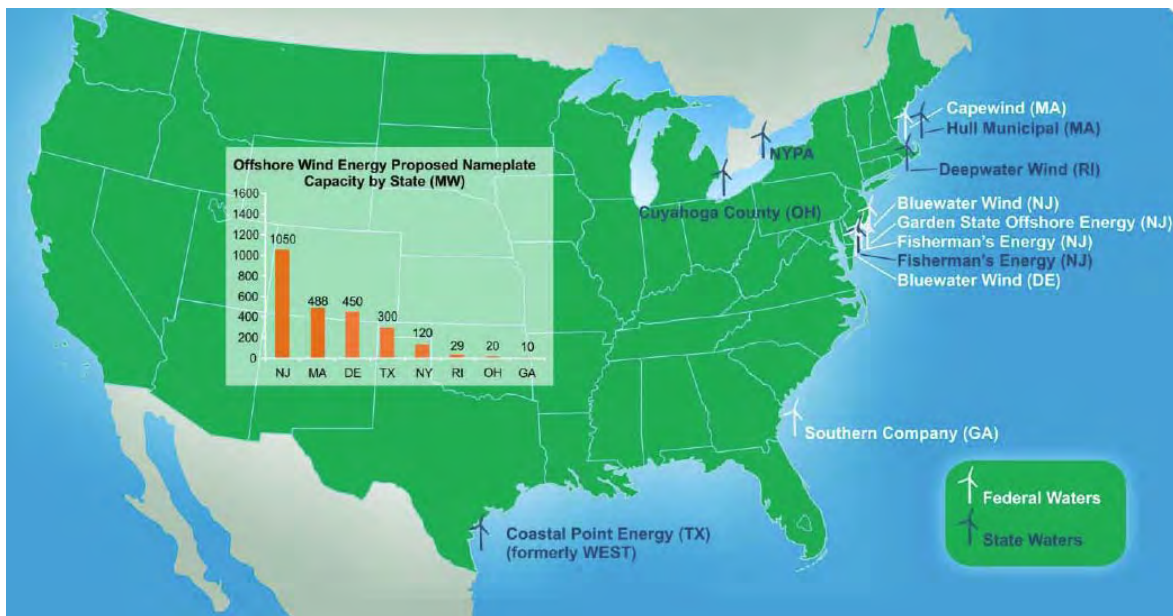 Capewind (MA)
Hull Municipal (MA)
NYPA
Deepwater Wind (RI)
Cuyahoga County (OH)
Bluewater Wind (NJ)
Garden State Offshore Energy (NJ)
Fisherman's Energy (NJ)
Fisherman's Energy (NJ)
Bluewater Wind (DE)
Offshore Wind Energy Proposed Nameplate
Capacity by State (MW)
1600
1400
1200
1000
800
600
400
200
0
1050
488
450
300
120
29
20
10
NJ MA DE TX NY RI OH GA
Southern Company (GA)
Coastal Point Energy (TX)
(formerly WEST)
Federal Waters
State Waters